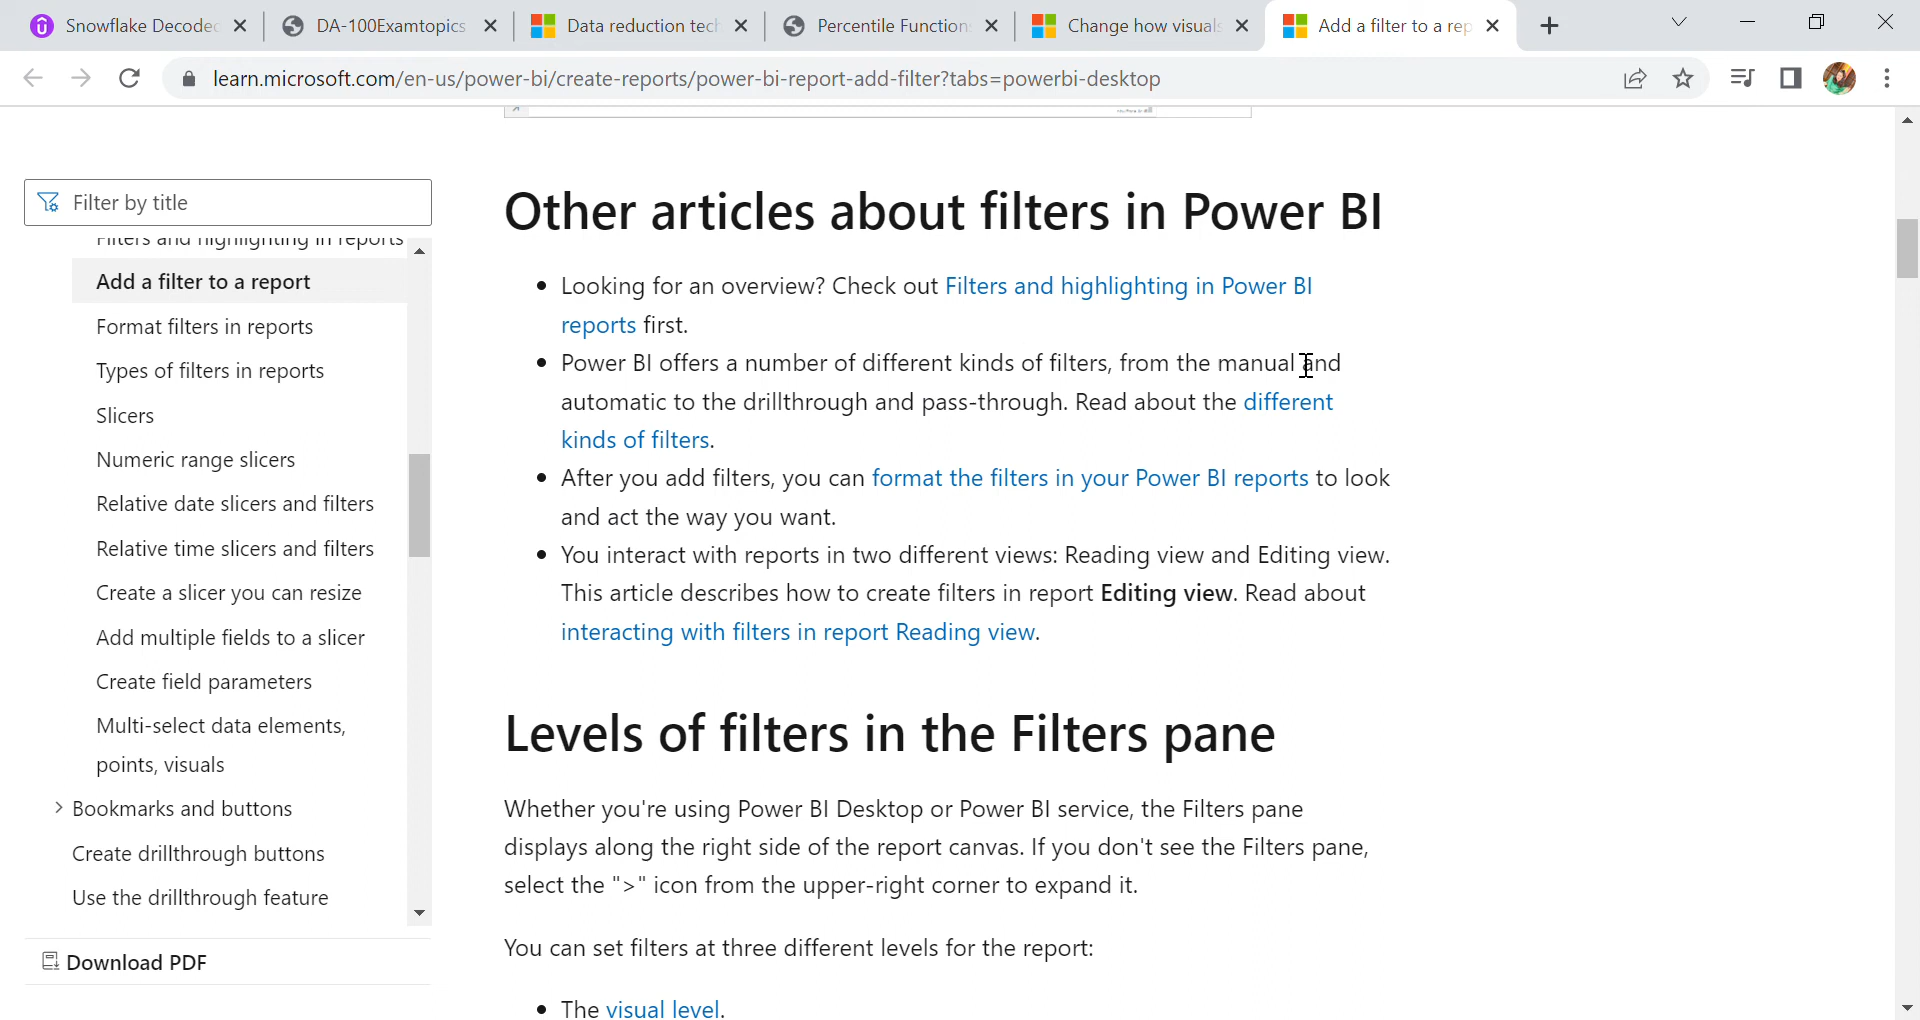 Snowflake Decode
DA-100Examtopics
Data reduction tec
Percentile Function
Change how visuals
Add a filter to a rep
learn.microsoft.com/en-us/power-bi/create-reports/power-bi-report-add-filter?tabs=powerbi-desktop
Filter by title
Filters and highlighting in reports
Add a filter to a report
Format filters in reports
Types of filters in reports
Slicers
Numeric range slicers
Relative date slicers and filters
Relative time slicers and filters
Create a slicer you can resize
Add multiple fields to a slicer
Create field parameters
Multi-select data elements,
points, visuals
Bookmarks and buttons
Create drillthrough buttons
Use the drillthrough feature
Download PDF
Other articles about filters in Power BI
• Looking for an overview? Check out Filters and highlighting in Power BI
reports first.
• Power BI offers a number of different kinds of filters, from the manual and
automatic to the drillthrough and pass-through. Read about the different
kinds of filters.
• After you add filters, you can format the filters in your Power BI reports to look
and act the way you want.
• You interact with reports in two different views: Reading view and Editing view.
This article describes how to create filters in report Editing view. Read about
interacting with filters in report Reading view.
Levels of filters in the Filters pane
Whether you're using Power BI Desktop or Power BI service, the Filters pane
displays along the right side of the report canvas. If you don't see the Filters pane,
select the ">" icon from the upper-right corner to expand it.
You can set filters at three different levels for the report:
• The visual level.